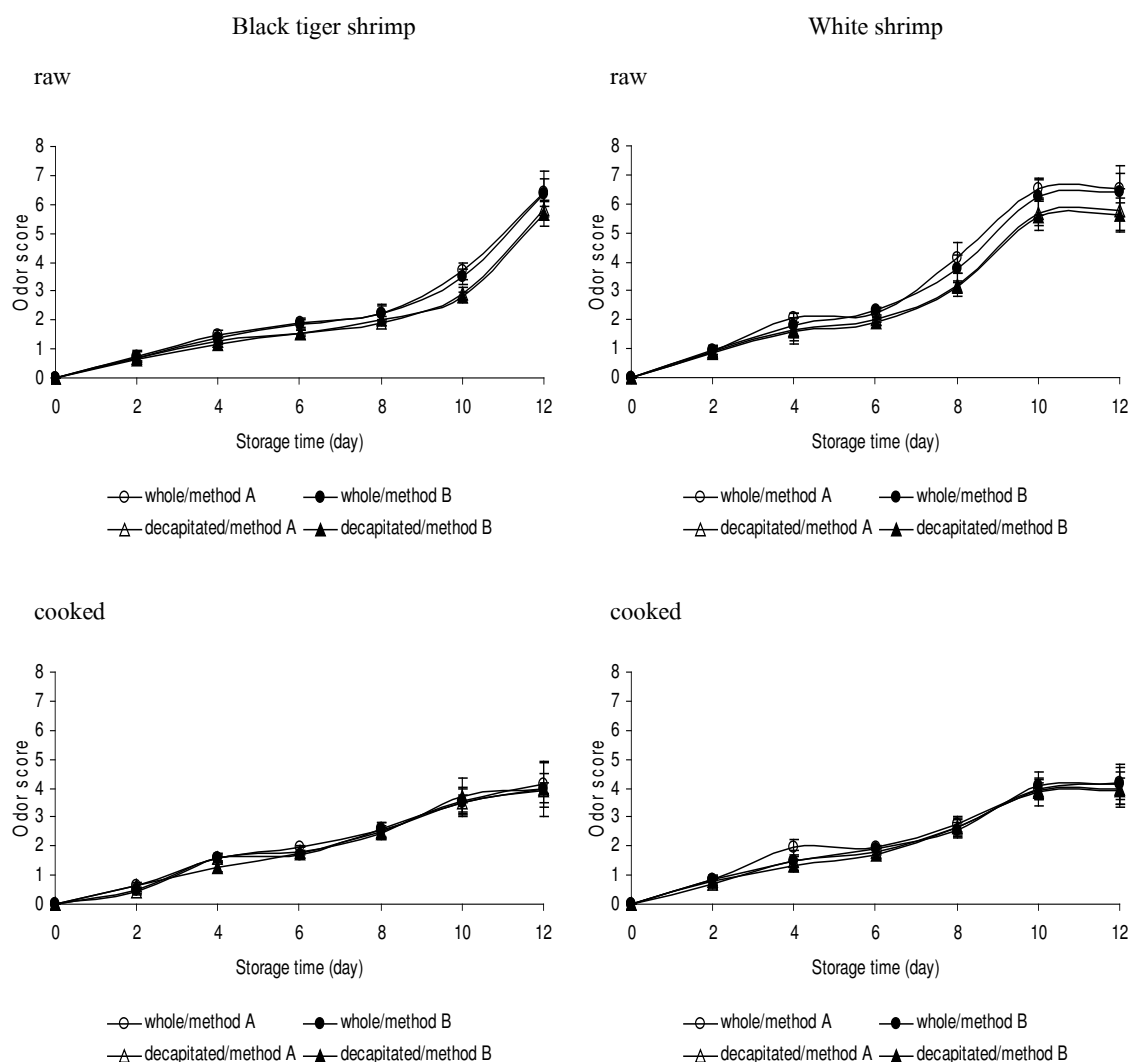 Black tiger shrimp
White shrimp
raw
raw
8
7
6
5
4
3
2
1
0
Odor score
0 2 4 6 8 10 12
Storage time (day)
whole/method A whole/method B
decapitated/method A decapitated/method B
8
7
6
5
4
3
2
1
0
Odor score
0 2 4 6 8 10 12
Storage time (day)
whole/method A whole/method B
decapitated/method A decapitated/method B
cooked
cooked
8
7
6
5
4
3
2
1
0
Odor score
0 2 4 6 8 10 12
Storage time (day)
whole/method A whole/method B
decapitated/method A decapitated/method B
8
7
6
5
4
3
2
1
0
Odor score
0 2 4 6 8 10 12
Storage time (day)
whole/method A whole/method B
decapitated/method A decapitated/method B